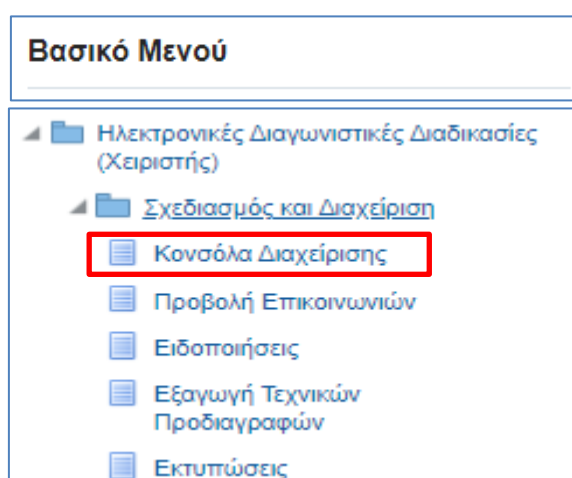 Βασικό Μενού
Ηλεκτρονικές Διαγωνιστικές Διαδικασίες
(Χειριστής)
Σχεδιασμός και Διαχείριση
Κονσόλα Διαχείρισης
Προβολή Επικοινωνιών
Ειδοποιήσεις
Εξαγωγή Τεχνικών
Προδιαγραφών
Εκτυπώσεις